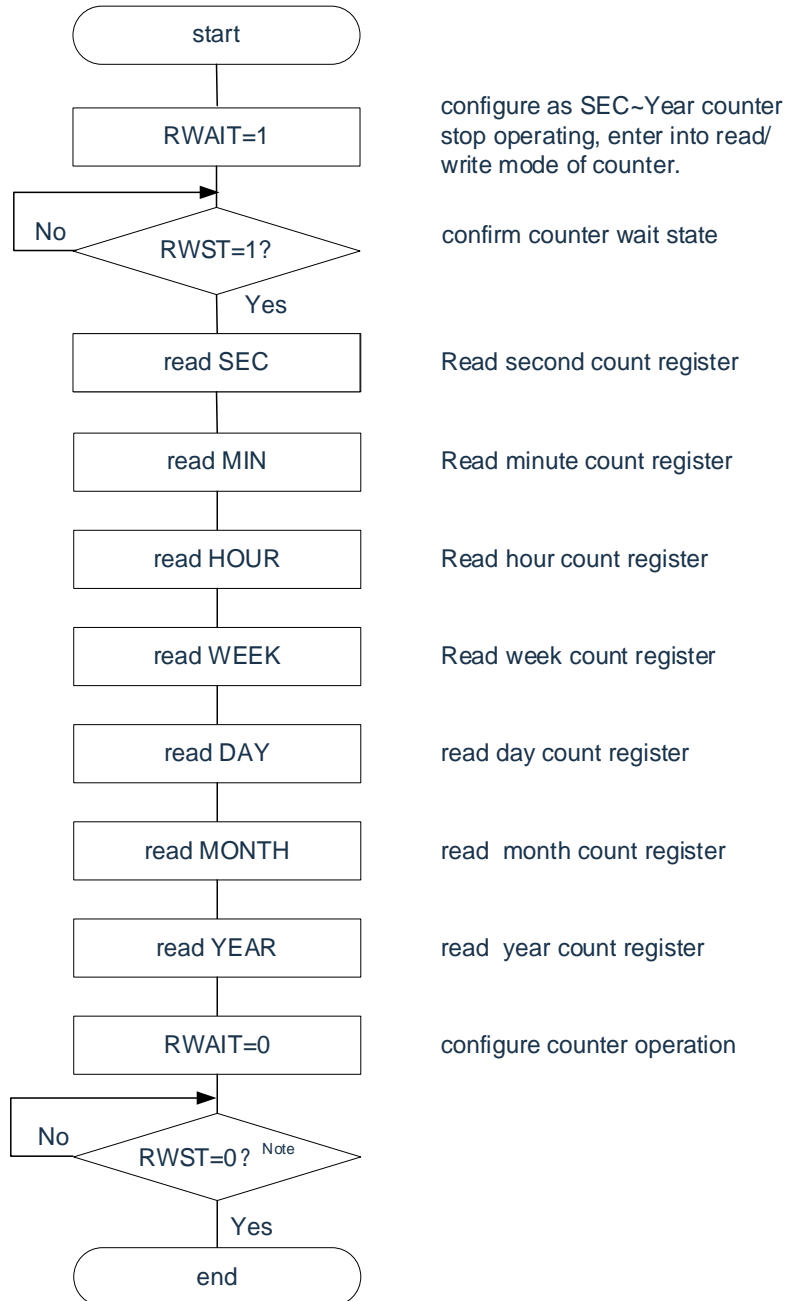 start
RWAIT=1
configure as SEC~Year counter
stop operating, enter into read/
write mode of counter.
No
RWST=1?
confirm counter wait state
Yes
read SEC
Read second count register
read MIN
Read minute count register
read HOUR
Read hour count register
read WEEK
Read week count register
read DAY
read day count register
read MONTH
read  month count register
read YEAR
read  year count register
RWAIT=0
configure counter operation
No
RWST=0? Note
Yes
end